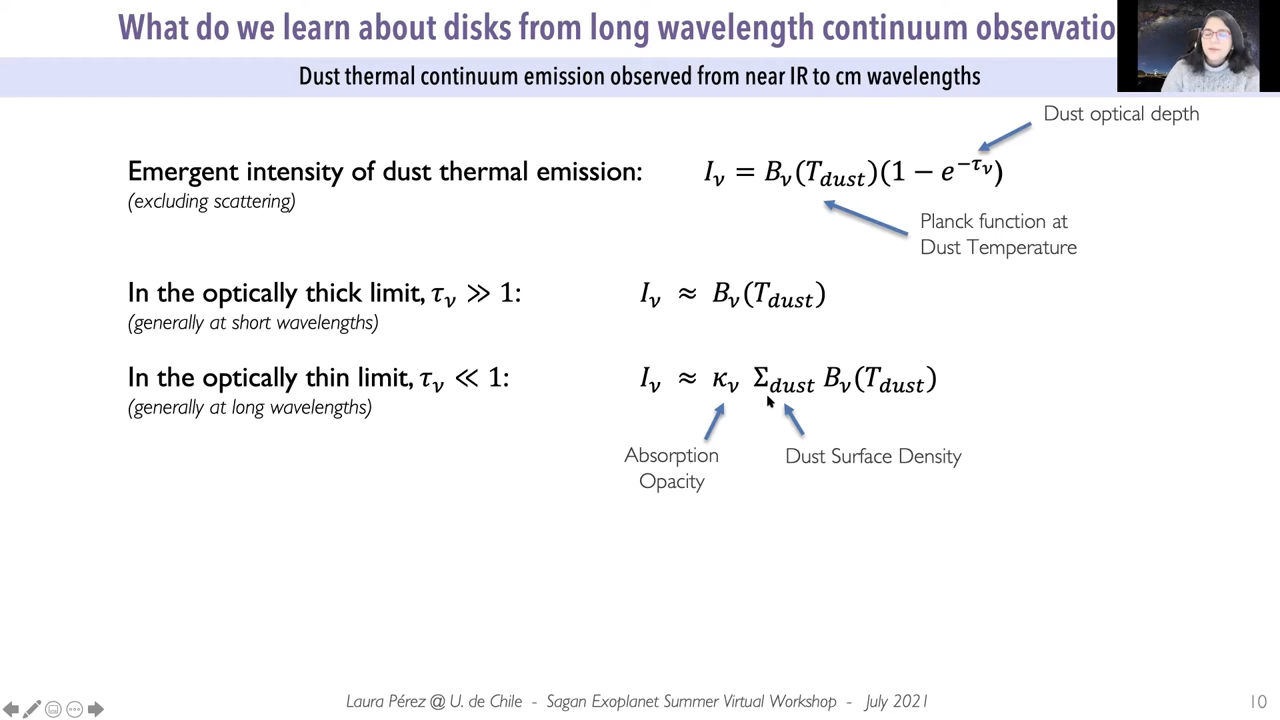 What do we learn about disks from long wavelength continuum observatio
Dust thermal continuum emission observed from near IR to cm wavelengths
Dust optical depth
Emergent intensity of dust thermal emission: I_ν = B_ν(T_dust)(1 − e^{−τ_ν})
(excluding scattering)
Planck function at
Dust Temperature
In the optically thick limit, τ_ν ≫ 1: I_ν ≈ B_ν(T_dust)
(generally at short wavelengths)
In the optically thin limit, τ_ν ≪ 1: I_ν ≈ κ_ν Σ_dust B_ν(T_dust)
(generally at long wavelengths)
Absorption
Opacity
Dust Surface Density
Laura Pérez @ U. de Chile - Sagan Exoplanet Summer Virtual Workshop - July 2021
10